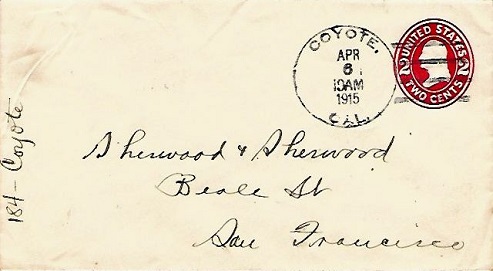 COYOTE,
APR
6
10AM
1915
CAL.
UNITED STATES
2 2
TWO CENTS
Sherwood & Sherwood
Beale St
San Francisco
184 - Coyote